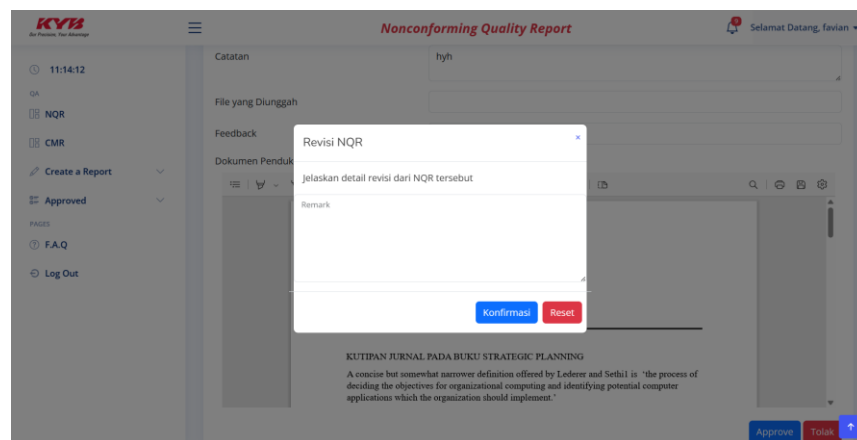 KYB
Our Precision, Your Advantage
Nonconforming Quality Report
Selamat Datang, favian
11:14:12
QA
NQR
CMR
Create a Report
Approved
PAGES
F.A.Q
Log Out
Catatan
hyh
File yang Diunggah
Feedback
Dokumen Penduk
Revisi NQR
×
Jelaskan detail revisi dari NQR tersebut
Remark
Konfirmasi
Reset
KUTIPAN JURNAL PADA BUKU STRATEGIC PLANNING
A concise but somewhat narrower definition offered by Lederer and Sethi1 is ‘the process of
deciding the objectives for organizational computing and identifying potential computer
applications which the organization should implement.’
Approve
Tolak